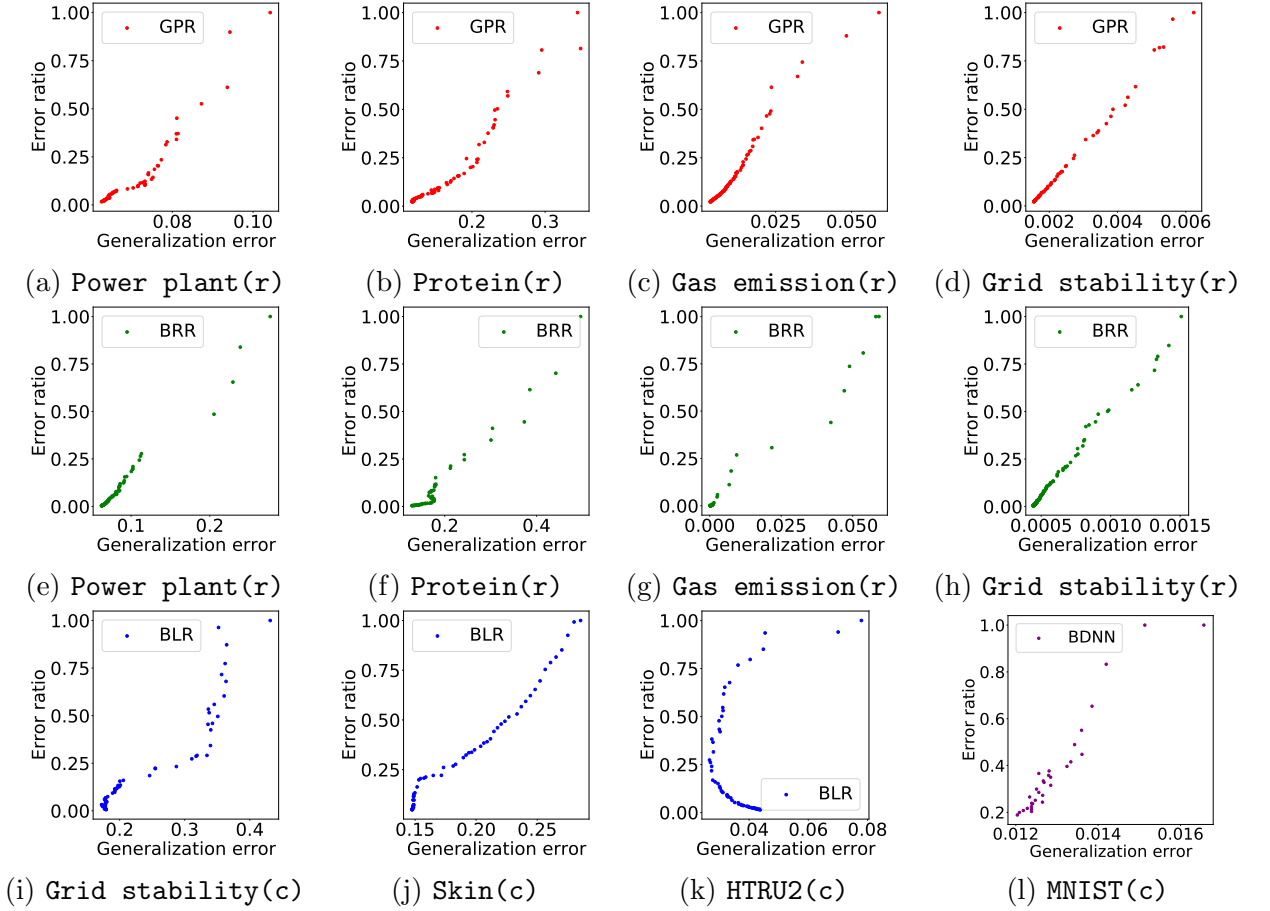 GPR GPR GPR GPR
Error ratio Error ratio Error ratio Error ratio
1.00 0.75 0.50 0.25 0.00 1.00 0.75 0.50 0.25 0.00 1.00 0.75 0.50 0.25 0.00 1.00 0.75 0.50 0.25 0.00
0.08 0.10 0.2 0.3 0.025 0.050 0.002 0.004 0.006
Generalization error Generalization error Generalization error Generalization error
(a) Power plant(r) (b) Protein(r) (c) Gas emission(r) (d) Grid stability(r)
BRR BRR BRR BRR
Error ratio Error ratio Error ratio Error ratio
1.00 0.75 0.50 0.25 0.00 1.00 0.75 0.50 0.25 0.00 1.00 0.75 0.50 0.25 0.00 1.00 0.75 0.50 0.25 0.00
0.1 0.2 0.2 0.4 0.000 0.025 0.050 0.0005 0.0010 0.0015
Generalization error Generalization error Generalization error Generalization error
(e) Power plant(r) (f) Protein(r) (g) Gas emission(r) (h) Grid stability(r)
BLR BLR BLR BDNN
Error ratio Error ratio Error ratio Error ratio
1.00 0.75 0.50 0.25 0.00 1.00 0.75 0.50 0.25 1.00 0.75 0.50 0.25 0.00 1.0 0.8 0.6 0.4 0.2
0.2 0.3 0.4 0.15 0.20 0.25 0.04 0.06 0.08 0.012 0.014 0.016
Generalization error Generalization error Generalization error Generalization error
(i) Grid stability(c) (j) Skin(c) (k) HTRU2(c) (l) MNIST(c)